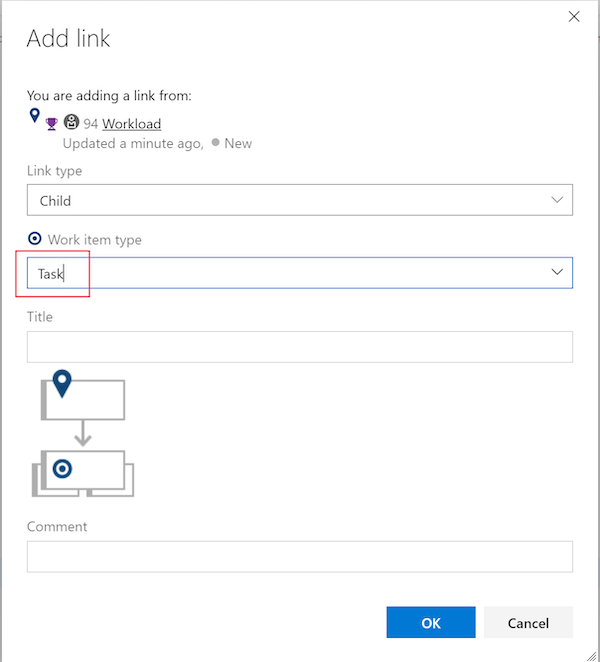 Add link
You are adding a link from:
94 Workload
Updated a minute ago, New
Link type
Child
Work item type
Task
Title
Comment
OK Cancel